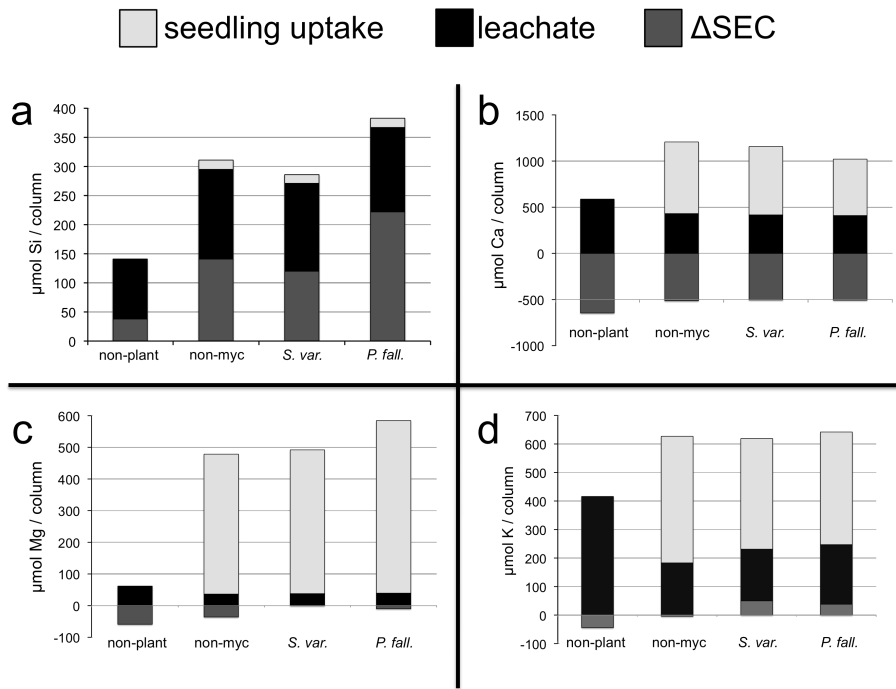 seedling uptake leachate ΔSEC
a
µmol Si / column
400
350
300
250
200
150
100
50
0
non-plant non-myc S. var. P. fall.
b
µmol Ca / column
1500
1000
500
0
-500
-1000
non-plant non-myc S. var. P. fall.
c
µmol Mg / column
600
500
400
300
200
100
0
-100
non-plant non-myc S. var. P. fall.
d
µmol K / column
700
600
500
400
300
200
100
0
-100
non-plant non-myc S. var. P. fall.